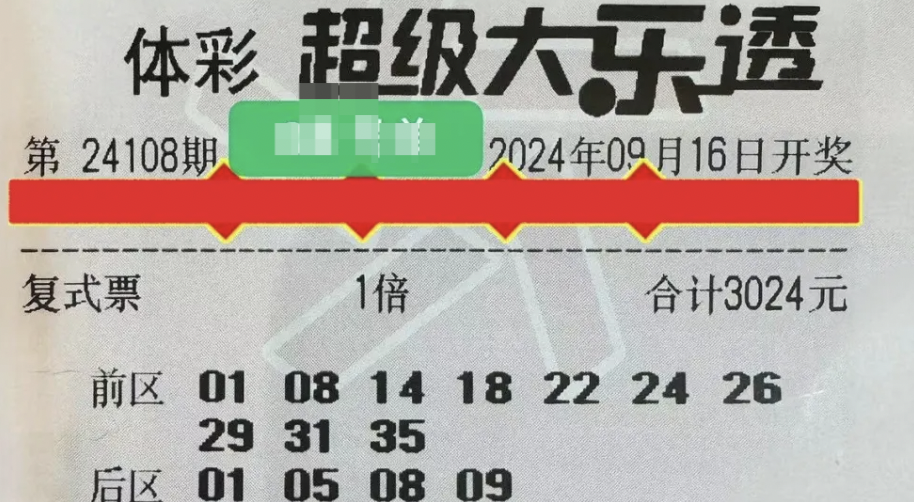 体彩 超级大乐透
第 24108期 2024年09月16日开奖
复式票 1倍 合计3024元
前区 01 08 14 18 22 24 26
29 31 35
后区 01 05 08 09